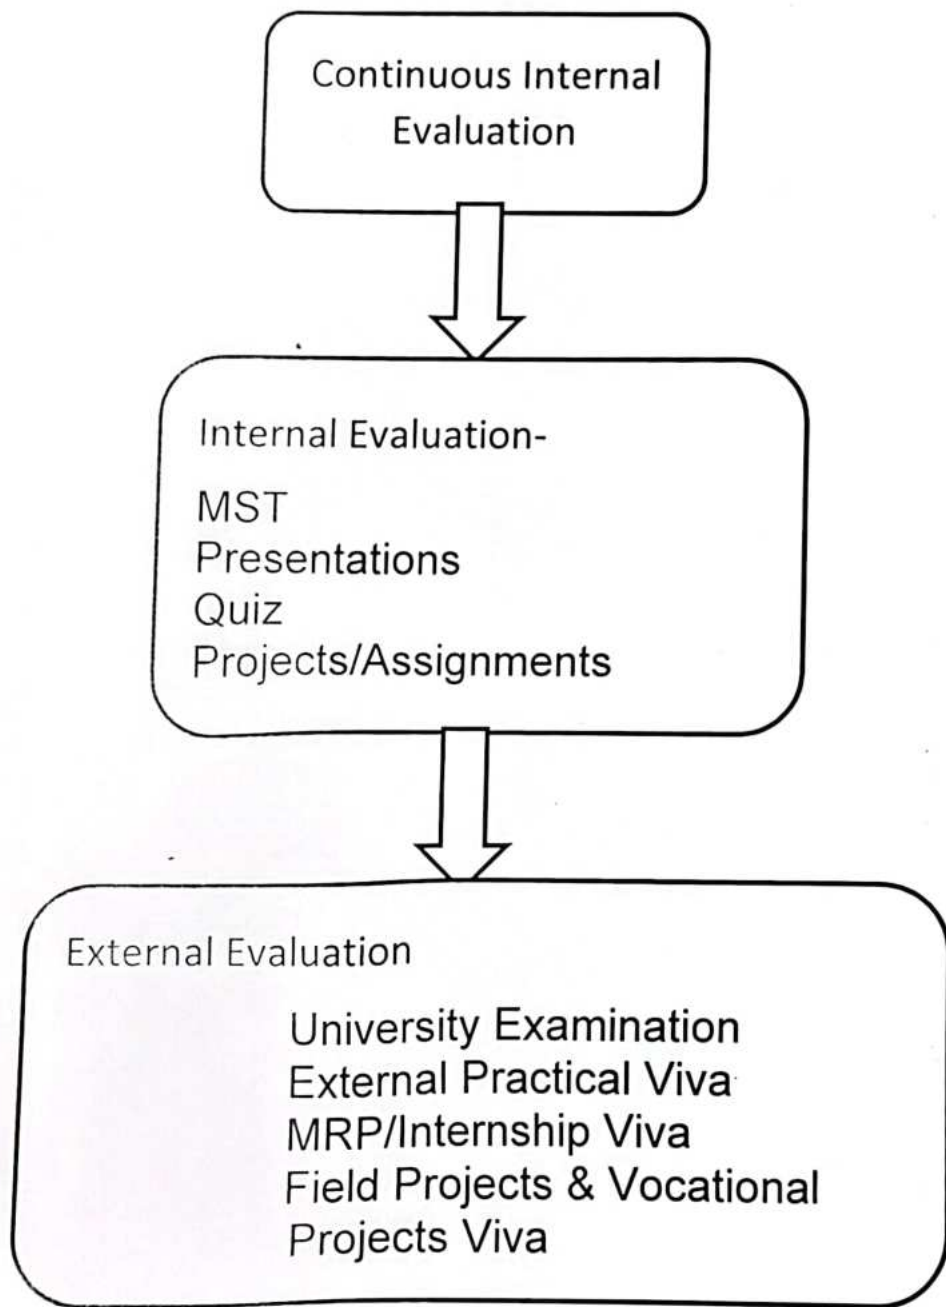 Continuous Internal
Evaluation
Internal Evaluation-
MST
Presentations
Quiz
Projects/Assignments
External Evaluation
University Examination
External Practical Viva
MRP/Internship Viva
Field Projects & Vocational
Projects Viva